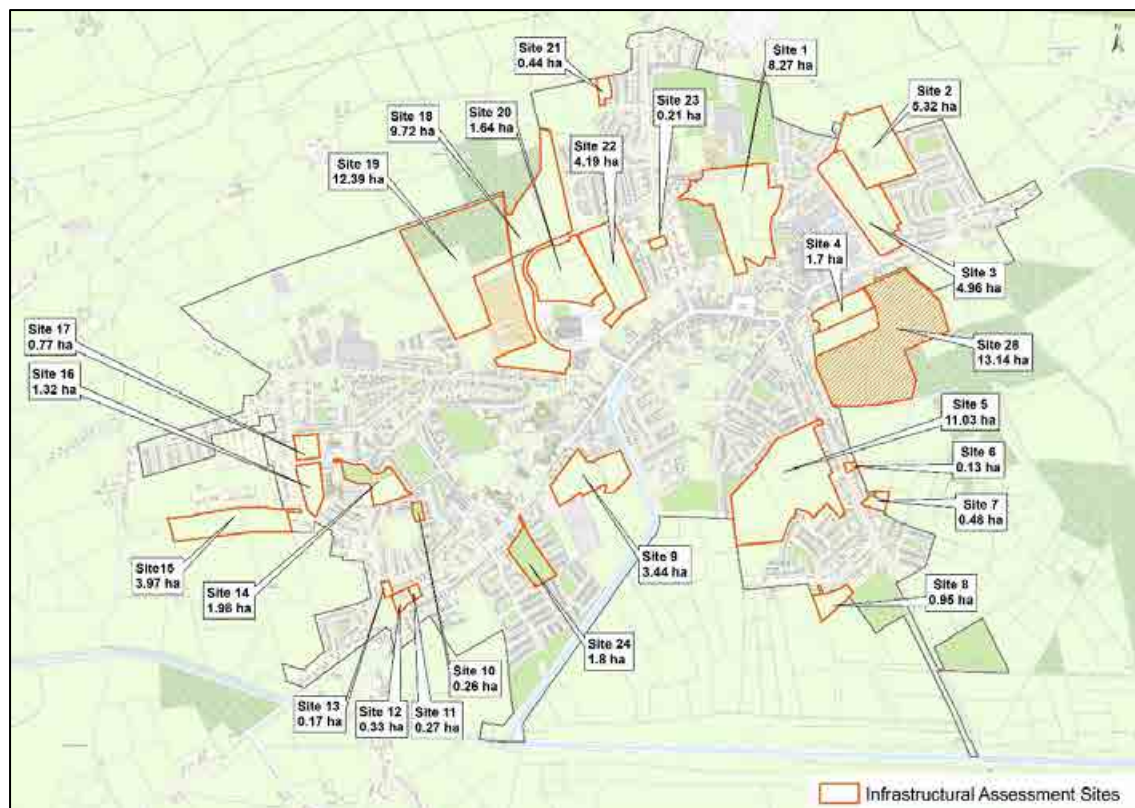 N
Site 21
0.44 ha
Site 1
8.27 ha
Site 2
5.32 ha
Site 18
9.72 ha
Site 20
1.64 ha
Site 23
0.21 ha
Site 22
4.19 ha
Site 19
12.39 ha
Site 4
1.7 ha
Site 3
4.96 ha
Site 28
13.14 ha
Site 17
0.77 ha
Site 16
1.32 ha
Site 5
11.03 ha
Site 6
0.13 ha
Site 7
0.48 ha
Site15
3.97 ha
Site 14
1.98 ha
Site 9
3.44 ha
Site 8
0.95 ha
Site 24
1.8 ha
Site 10
0.26 ha
Site 13
0.17 ha
Site 12
0.33 ha
Site 11
0.27 ha
Infrastructural Assessment Sites